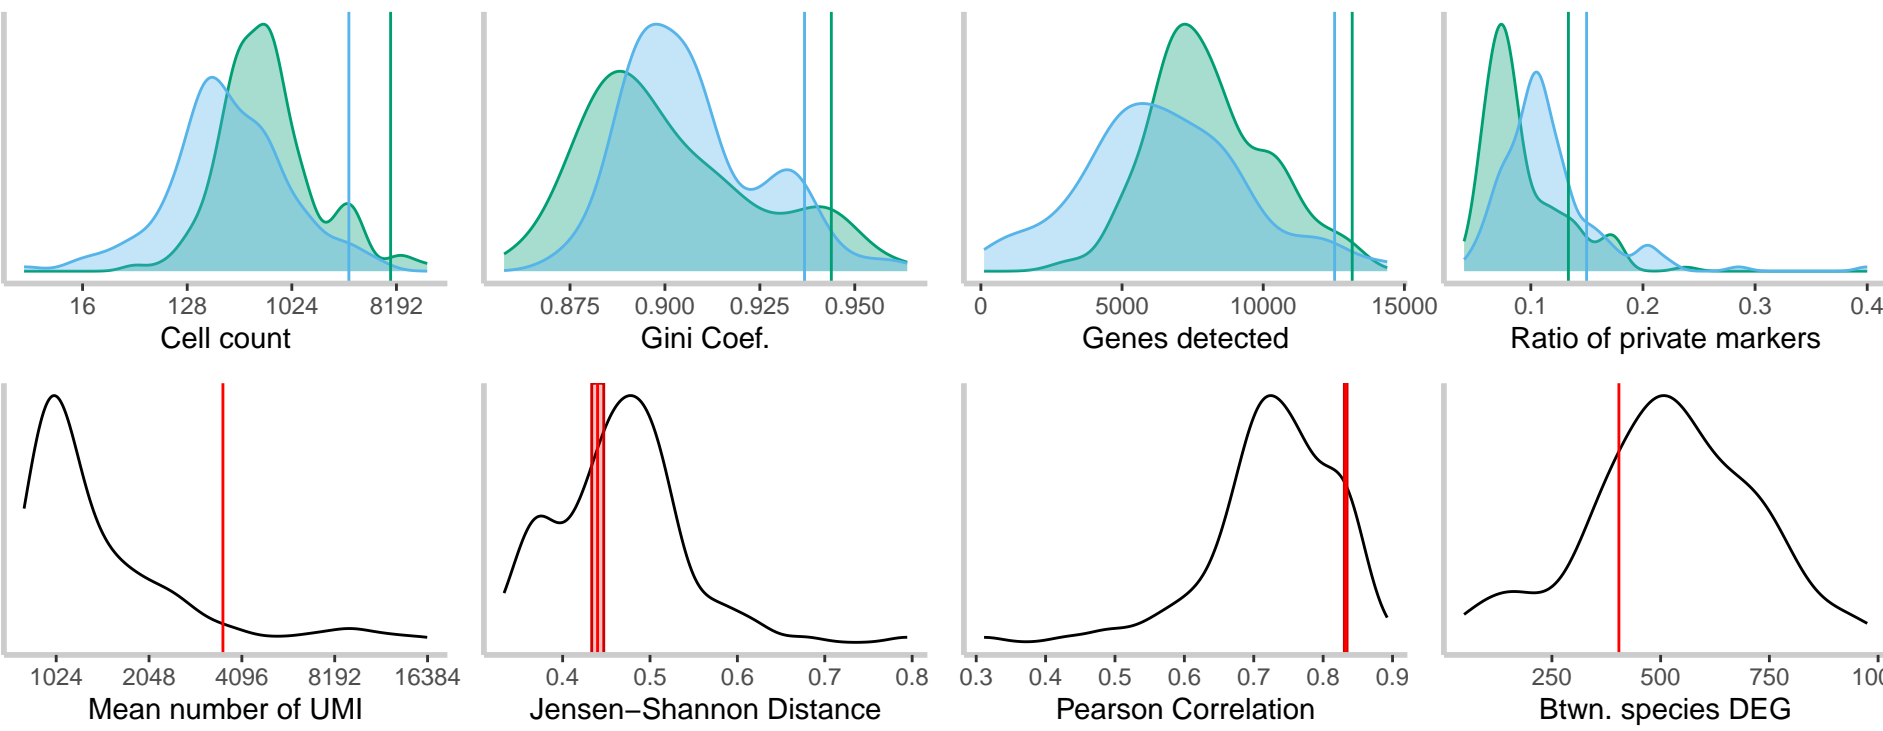 16 128 1024 8192
Cell count
0.875 0.900 0.925 0.950
Gini Coef.
0 5000 10000 15000
Genes detected
0.1 0.2 0.3 0.4
Ratio of private markers
1024 2048 4096 8192 16384
Mean number of UMI
0.4 0.5 0.6 0.7 0.8
Jensen−Shannon Distance
0.3 0.4 0.5 0.6 0.7 0.8 0.9
Pearson Correlation
250 500 750
Btwn. species DEG